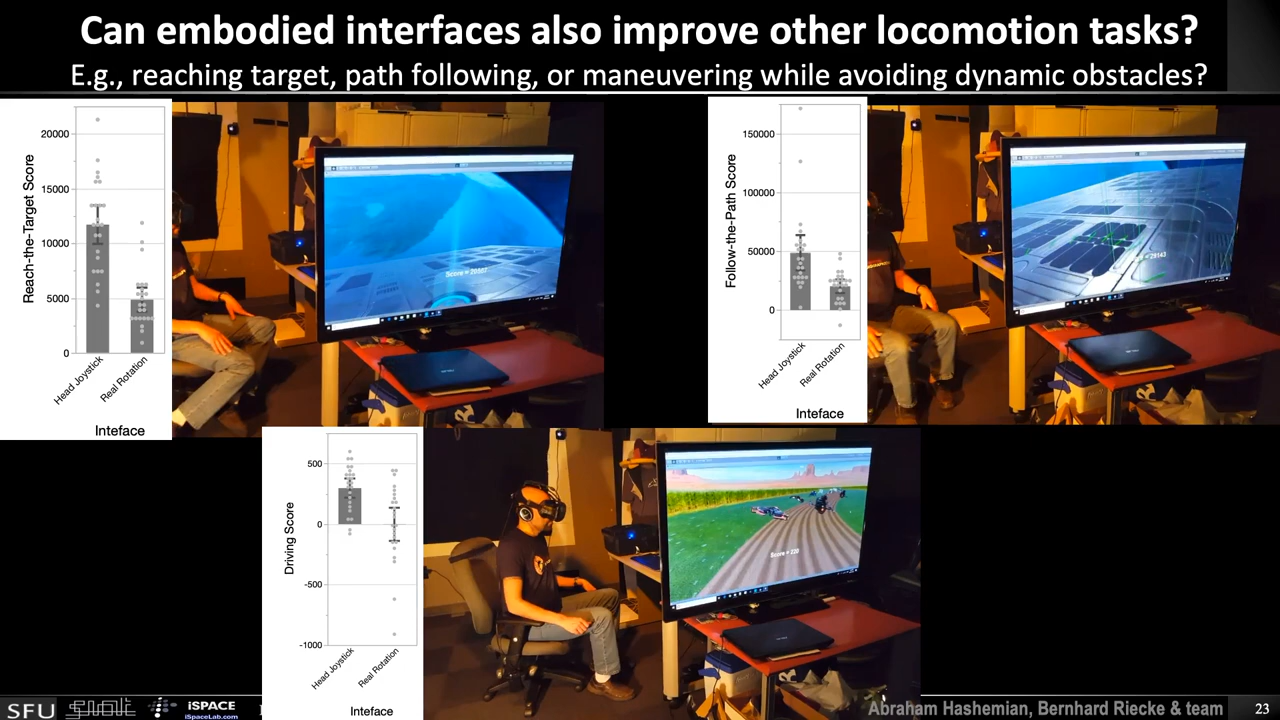 Can embodied interfaces also improve other locomotion tasks?
E.g., reaching target, path following, or maneuvering while avoiding dynamic obstacles?
Reach-the-Target Score
20000
15000
10000
5000
0
Head Joystick
Real Rotation
Inteface
Score = 20307
Follow-the-Path Score
150000
100000
50000
0
Head Joystick
Real Rotation
Inteface
29143
Driving Score
500
0
-500
-1000
Head Joystick
Real Rotation
Inteface
Score = 220
SFU
iSPACE
iSpaceLab.com
Abraham Hashemian, Bernhard Riecke & team
23